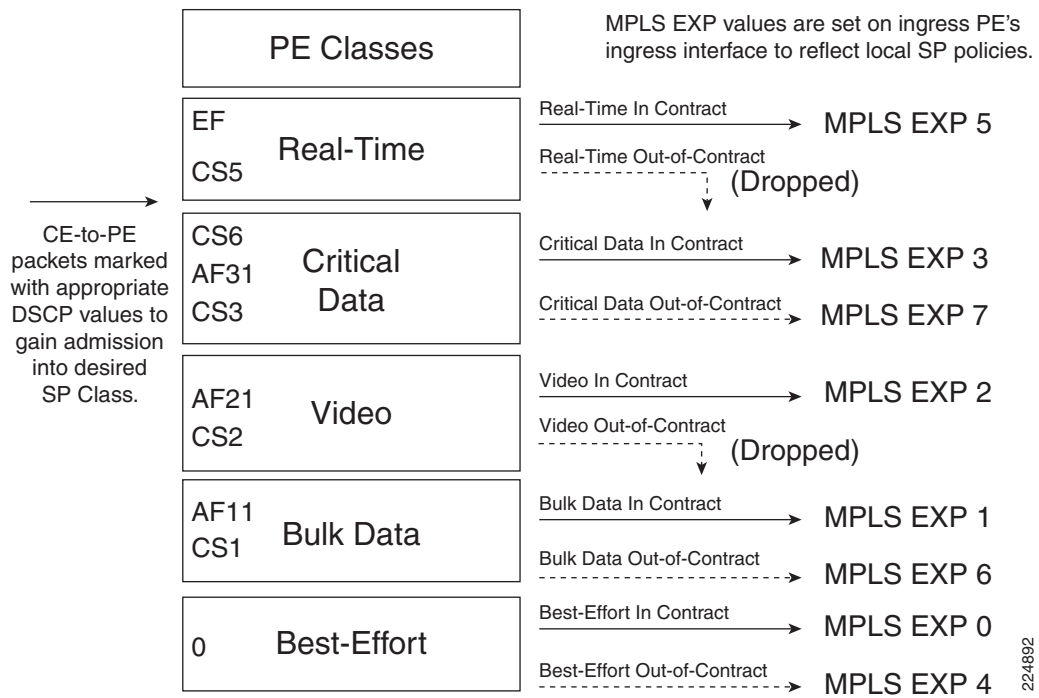 PE Classes
MPLS EXP values are set on ingress PE's
ingress interface to reflect local SP policies.
CE-to-PE
packets marked
with appropriate
DSCP values to
gain admission
into desired
SP Class.
EF
CS5
Real-Time
Real-Time In Contract
MPLS EXP 5
Real-Time Out-of-Contract
(Dropped)
CS6
AF31
CS3
Critical
Data
Critical Data In Contract
MPLS EXP 3
Critical Data Out-of-Contract
MPLS EXP 7
AF21
CS2
Video
Video In Contract
MPLS EXP 2
Video Out-of-Contract
(Dropped)
AF11
CS1
Bulk Data
Bulk Data In Contract
MPLS EXP 1
Bulk Data Out-of-Contract
MPLS EXP 6
0
Best-Effort
Best-Effort In Contract
MPLS EXP 0
Best-Effort Out-of-Contract
MPLS EXP 4
224892